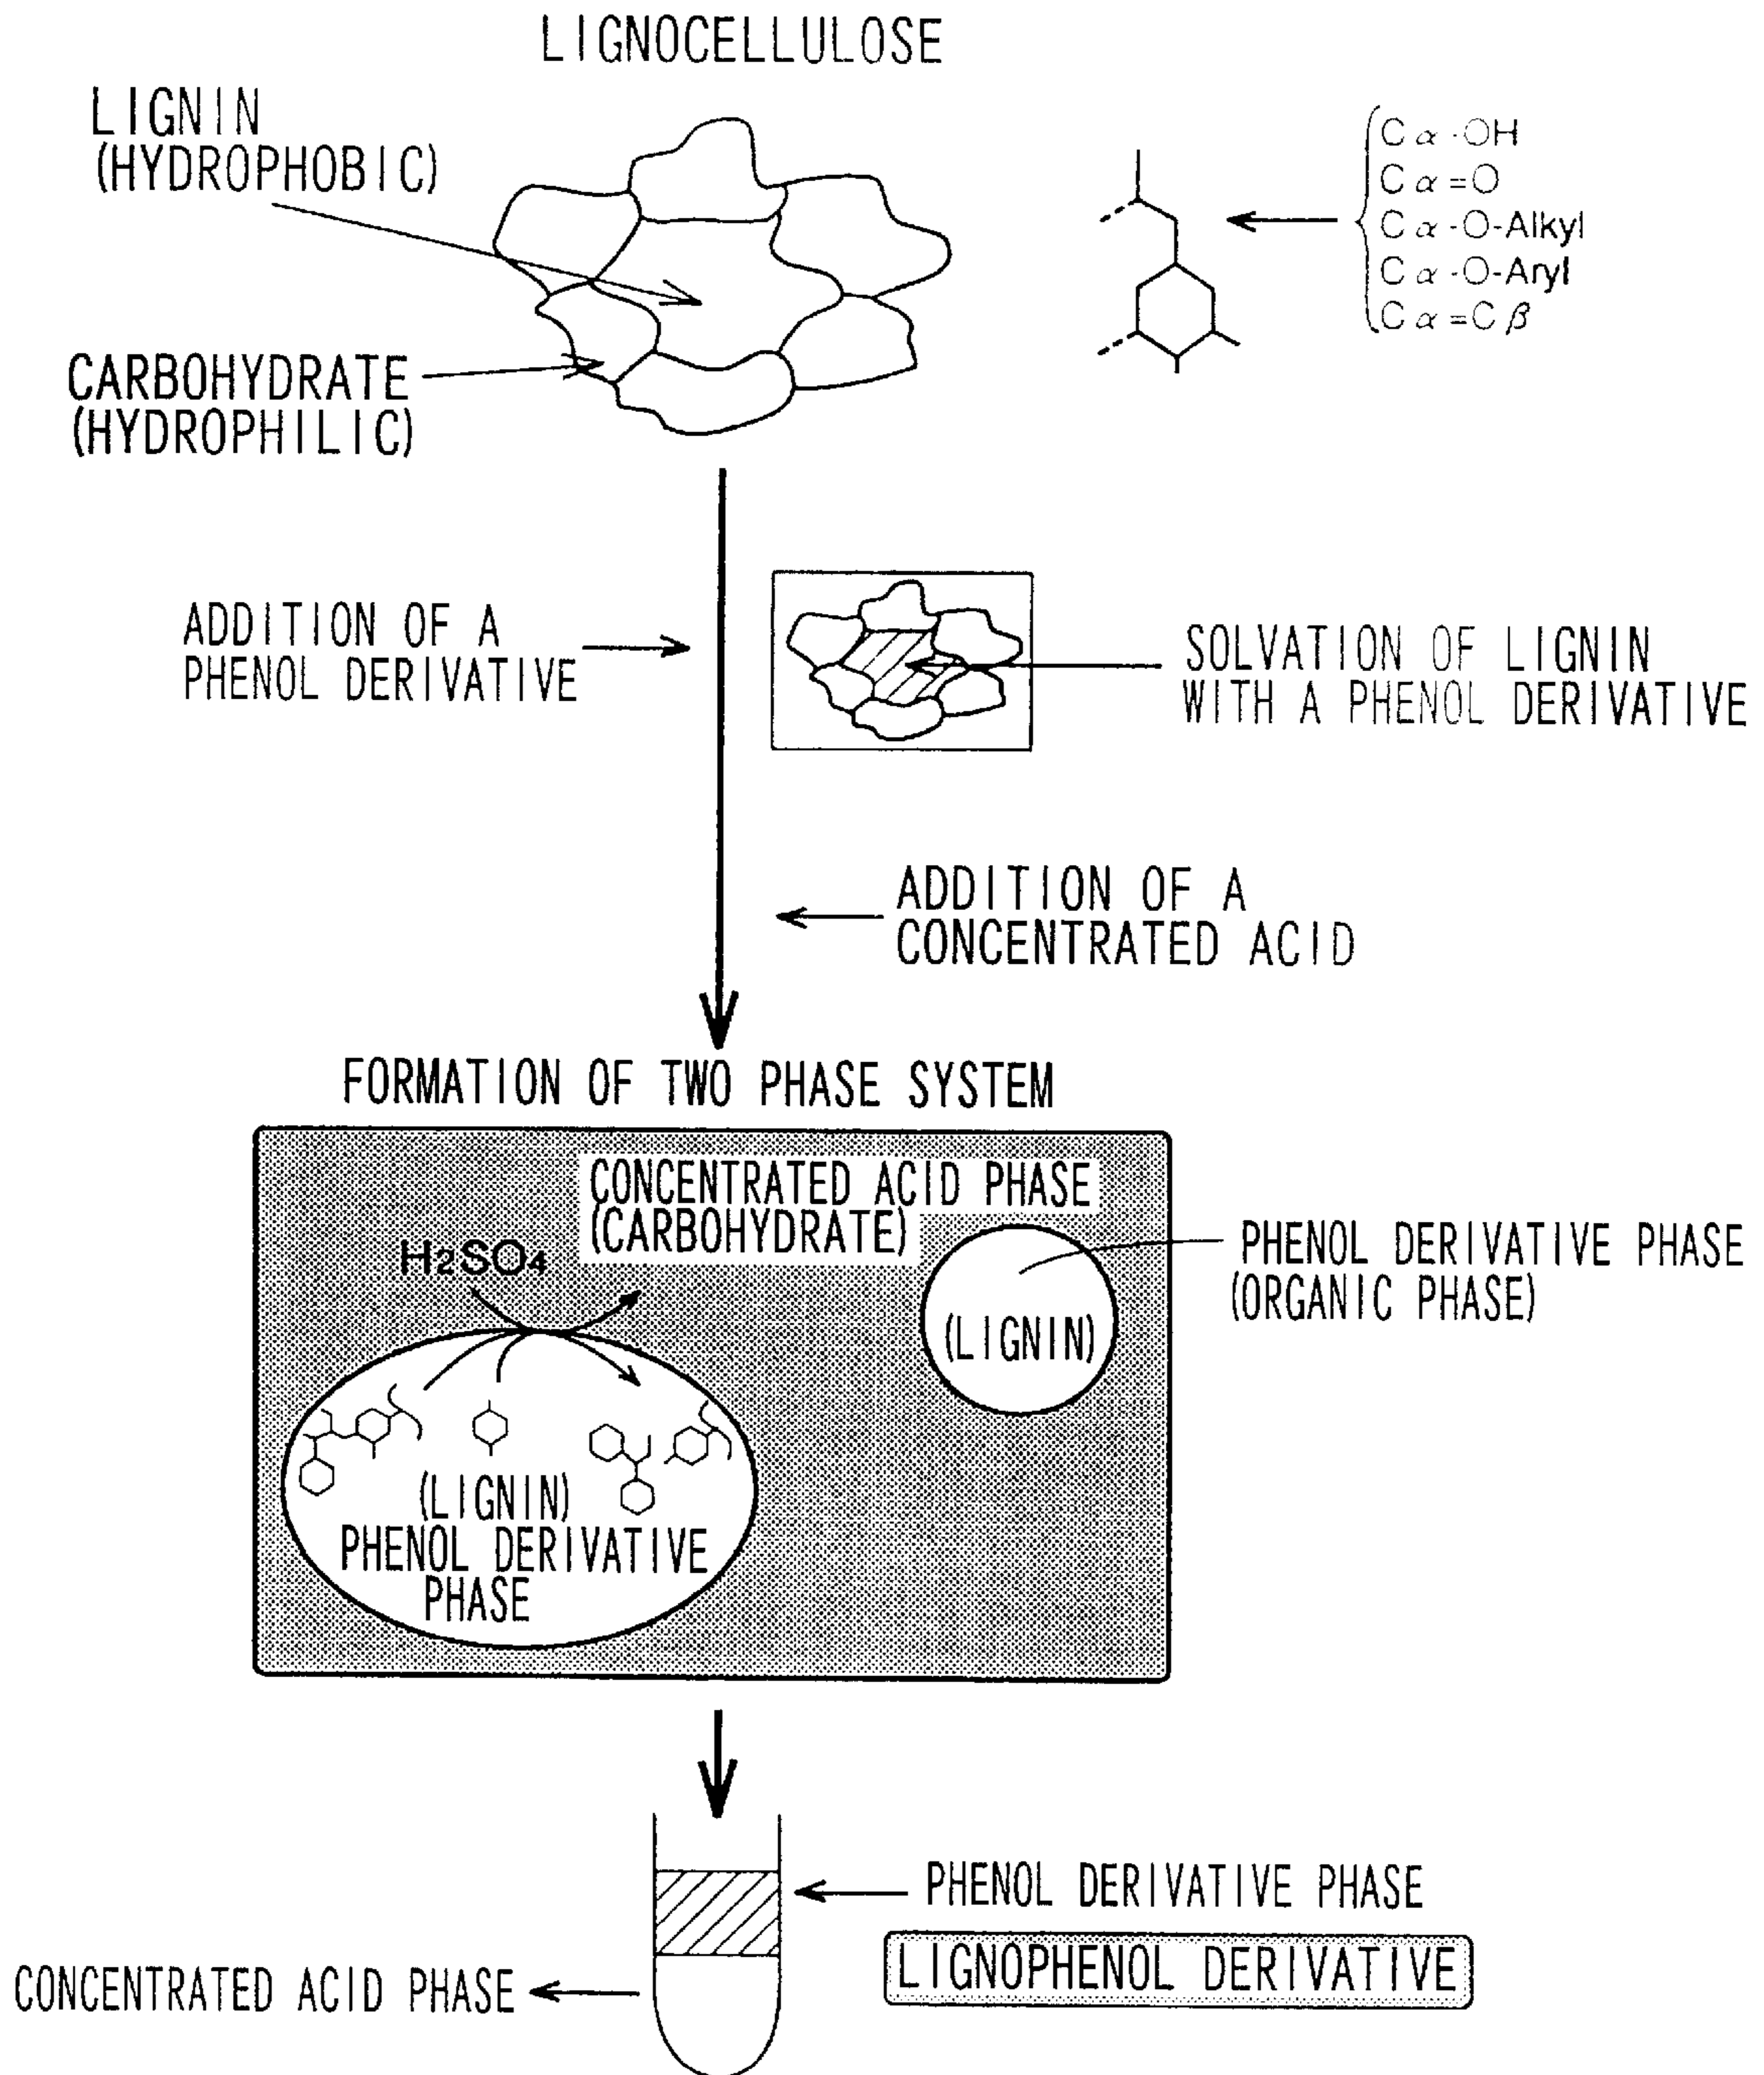 LIGNOCELLULOSE
LIGNIN
(HYDROPHOBIC)
Cα-OH
Cα=O
Cα-O-Alkyl
Cα-O-Aryl
Cα=Cβ
CARBOHYDRATE
(HYDROPHILIC)
ADDITION OF A
PHENOL DERIVATIVE
SOLVATION OF LIGNIN
WITH A PHENOL DERIVATIVE
ADDITION OF A
CONCENTRATED ACID
FORMATION OF TWO PHASE SYSTEM
CONCENTRATED ACID PHASE
(CARBOHYDRATE)
H2SO4
PHENOL DERIVATIVE PHASE
(ORGANIC PHASE)
(LIGNIN)
(LIGNIN)
PHENOL DERIVATIVE
PHASE
PHENOL DERIVATIVE PHASE
LIGNOPHENOL DERIVATIVE
CONCENTRATED ACID PHASE